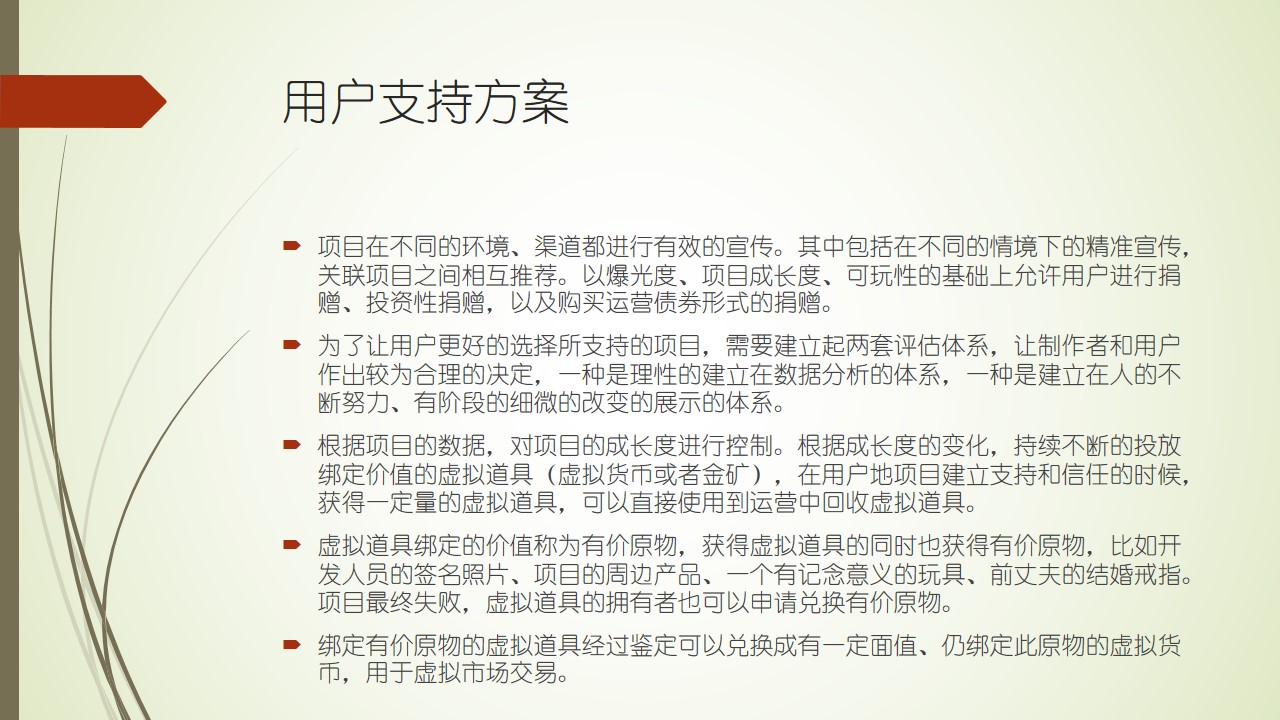 用户支持方案
项目在不同的环境、渠道都进行有效的宣传。其中包括在不同的情境下的精准宣传，
关联项目之间相互推荐。以爆光度、项目成长度、可玩性的基础上允许用户进行捐
赠、投资性捐赠，以及购买运营债券形式的捐赠。
为了让用户更好的选择所支持的项目，需要建立起两套评估体系，让制作者和用户
作出较为合理的决定，一种是理性的建立在数据分析的体系，一种是建立在人的不
断努力、有阶段的细微的改变的展示的体系。
根据项目的数据，对项目的成长度进行控制。根据成长度的变化，持续不断的投放
绑定价值的虚拟道具（虚拟货币或者金矿），在用户地项目建立支持和信任的时候，
获得一定量的虚拟道具，可以直接使用到运营中回收虚拟道具。
虚拟道具绑定的价值称为有价原物，获得虚拟道具的同时也获得有价原物，比如开
发人员的签名照片、项目的周边产品、一个有记念意义的玩具、前丈夫的结婚戒指。
项目最终失败，虚拟道具的拥有者也可以申请兑换有价原物。
绑定有价原物的虚拟道具经过鉴定可以兑换成有一定面值、仍绑定此原物的虚拟货
币，用于虚拟市场交易。